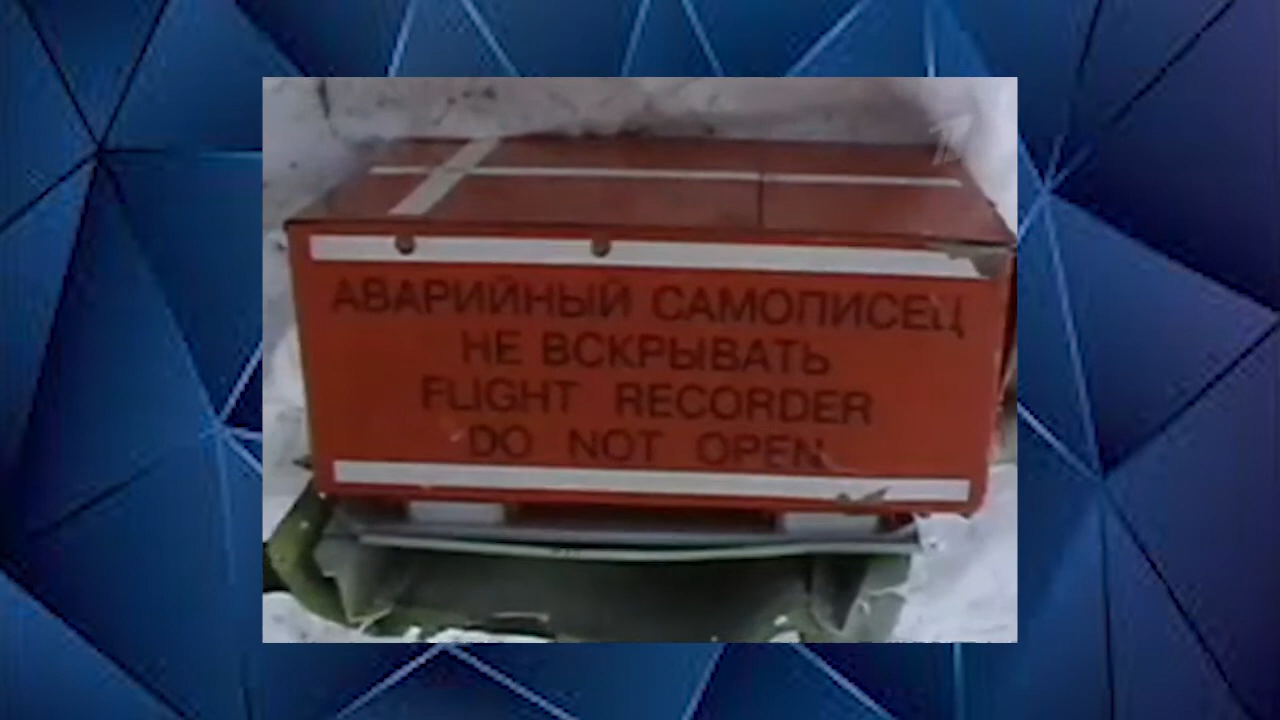 АВАРИЙНЫЙ САМОПИСЕЦ
НЕ ВСКРЫВАТЬ
FLIGHT RECORDER
DO NOT OPEN